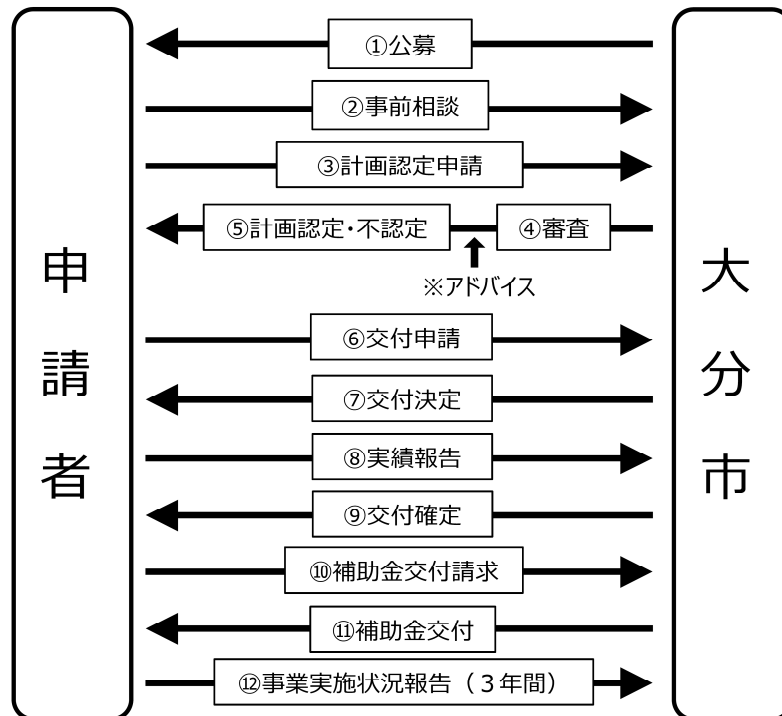 ①公募
②事前相談
③計画認定申請
⑤計画認定・不認定
④審査
※アドバイス
⑥交付申請
⑦交付決定
⑧実績報告
⑨交付確定
⑩補助金交付請求
⑪補助金交付
⑫事業実施状況報告（３年間）
申請者
大分市